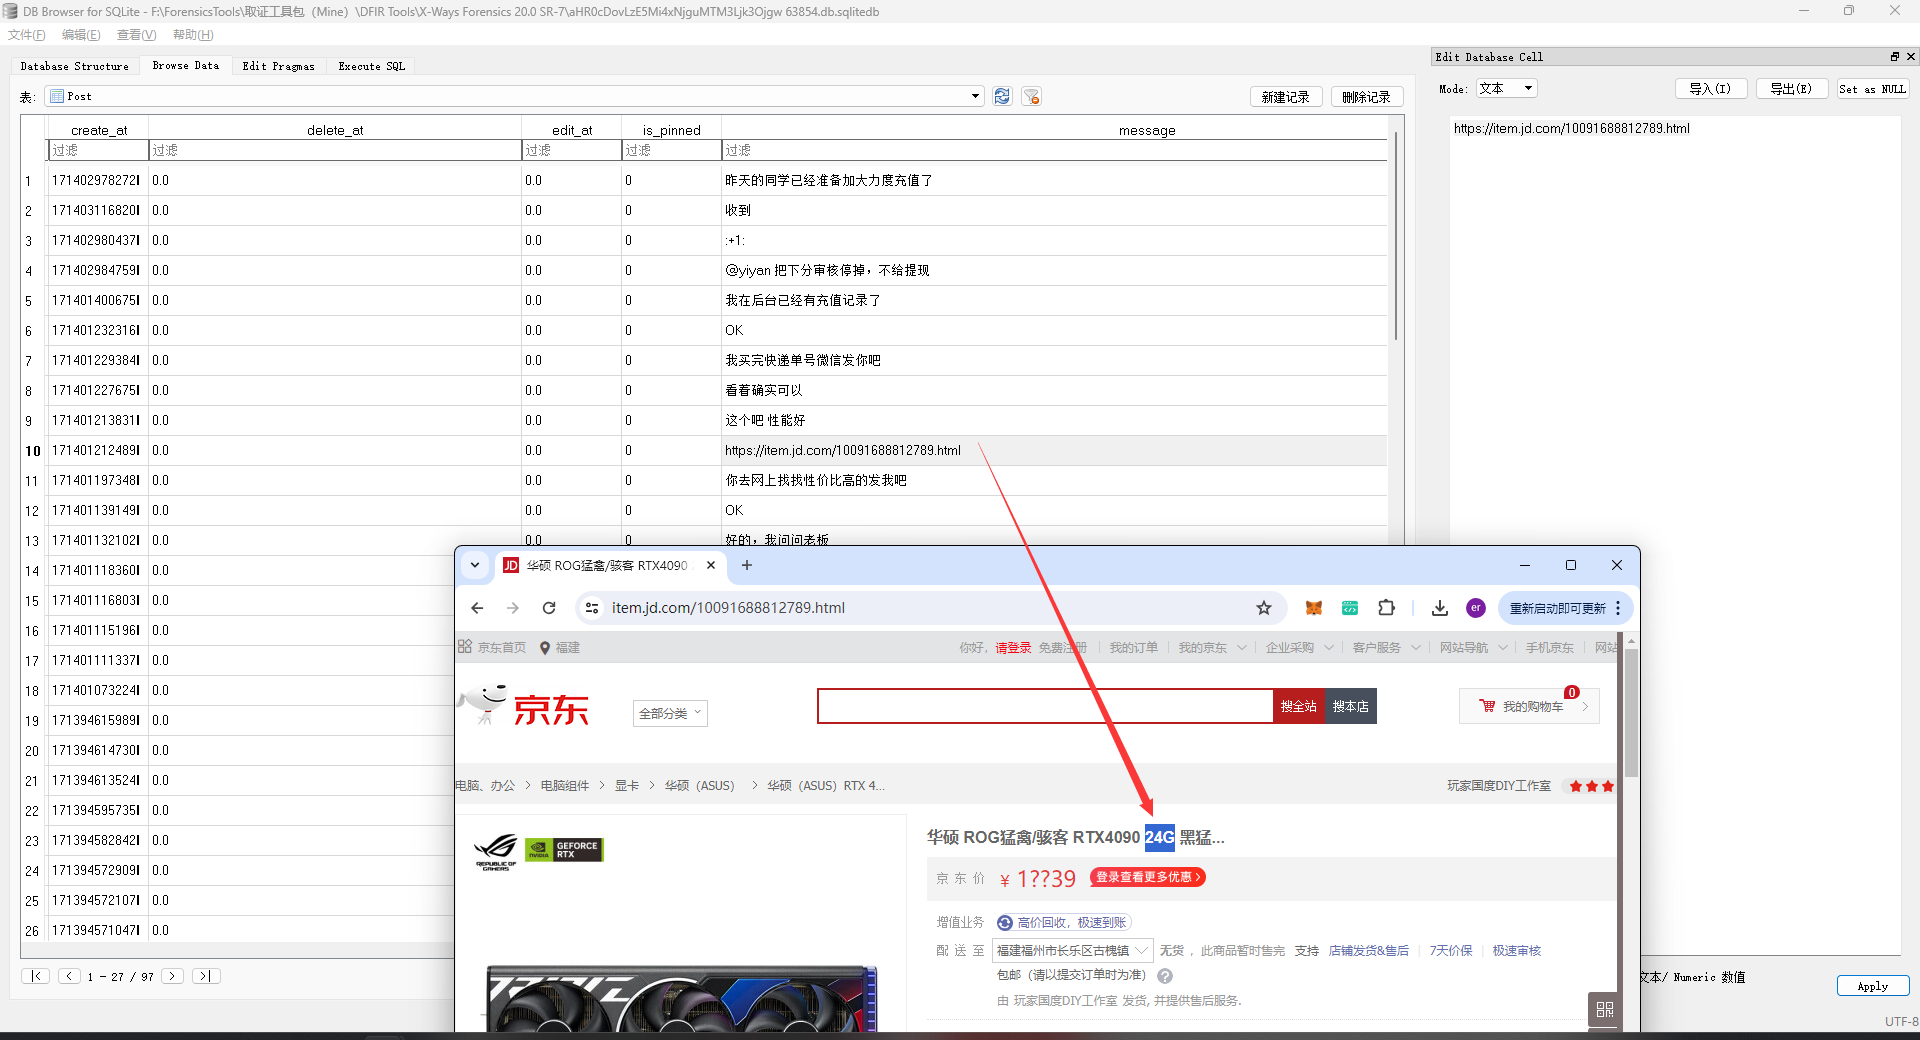 DB Browser for SQLite - F:\ForensicsTools\取证工具包（Mine）\DFIR Tools\X-Ways Forensics 20.0 SR-7\aHR0cDovLzE5Mi4xNjguMTM3Ljk3Ojgw 63854.db.sqlitedb
文件(F) 编辑(E) 查看(V) 帮助(H)
Database Structure Browse Data Edit Pragmas Execute SQL
表: Post 新建记录 删除记录
create_at delete_at edit_at is_pinned message
过滤 过滤 过滤 过滤 过滤
1 171402978272 0.0 0.0 0 昨天的同学已经准备加大力度充值了
2 171403116820 0.0 0.0 0 收到
3 171402980437 0.0 0.0 0 :+1:
4 171402984759 0.0 0.0 0 @yiyan 把下分审核停掉，不给提现
5 171401400675 0.0 0.0 0 我在后台已经有充值记录了
6 171401232316 0.0 0.0 0 OK
7 171401229384 0.0 0.0 0 我买完快递单号微信发你吧
8 171401227675 0.0 0.0 0 看着确实可以
9 171401213831 0.0 0.0 0 这个吧 性能好
10 171401212489 0.0 0.0 0 https://item.jd.com/10091688812789.html
11 171401197348 0.0 0.0 0 你去网上找找性价比高的发我吧
12 171401139149 0.0 0.0 0 OK
13 171401132102 0.0 0.0 0 好的，我问问老板
14 171401118360 0.0
15 171401116803 0.0
16 171401115196 0.0
17 171401111337 0.0
18 171401073224 0.0
19 171394615989 0.0
20 171394614730 0.0
21 171394613524 0.0
22 171394595735 0.0
23 171394582842 0.0
24 171394572909 0.0
25 171394572107 0.0
26 171394571047 0.0
|< < 1 - 27 / 97 > >|
Edit Database Cell
Mode: 文本 导入(I) 导出(E) Set as NULL
https://item.jd.com/10091688812789.html
文本/ Numeric 数值
Apply
UTF-8
JD 华硕 ROG猛禽/骇客 RTX4090
item.jd.com/10091688812789.html er 重新启动即可更新
京东首页 福建 你好，请登录 免费注册 我的订单 我的京东 企业采购 客户服务 网站导航 手机京东 网站
京东 全部分类 搜全站 搜本店 我的购物车 0
电脑、办公 > 电脑组件 > 显卡 > 华硕（ASUS） > 华硕（ASUS）RTX 4... 玩家国度DIY工作室
REPUBLIC OF GAMERS NVIDIA GEFORCE RTX
华硕 ROG猛禽/骇客 RTX4090 24G 黑猛...
京 东 价 ￥ 1??39 登录查看更多优惠 >
增值业务 高价回收，极速到账
配 送 至 福建福州市长乐区古槐镇 无货 ，此商品暂时售完 支持 店铺发货&售后 7天价保 极速审核
包邮（请以提交订单时为准） ?
由 玩家国度DIY工作室 发货, 并提供售后服务.